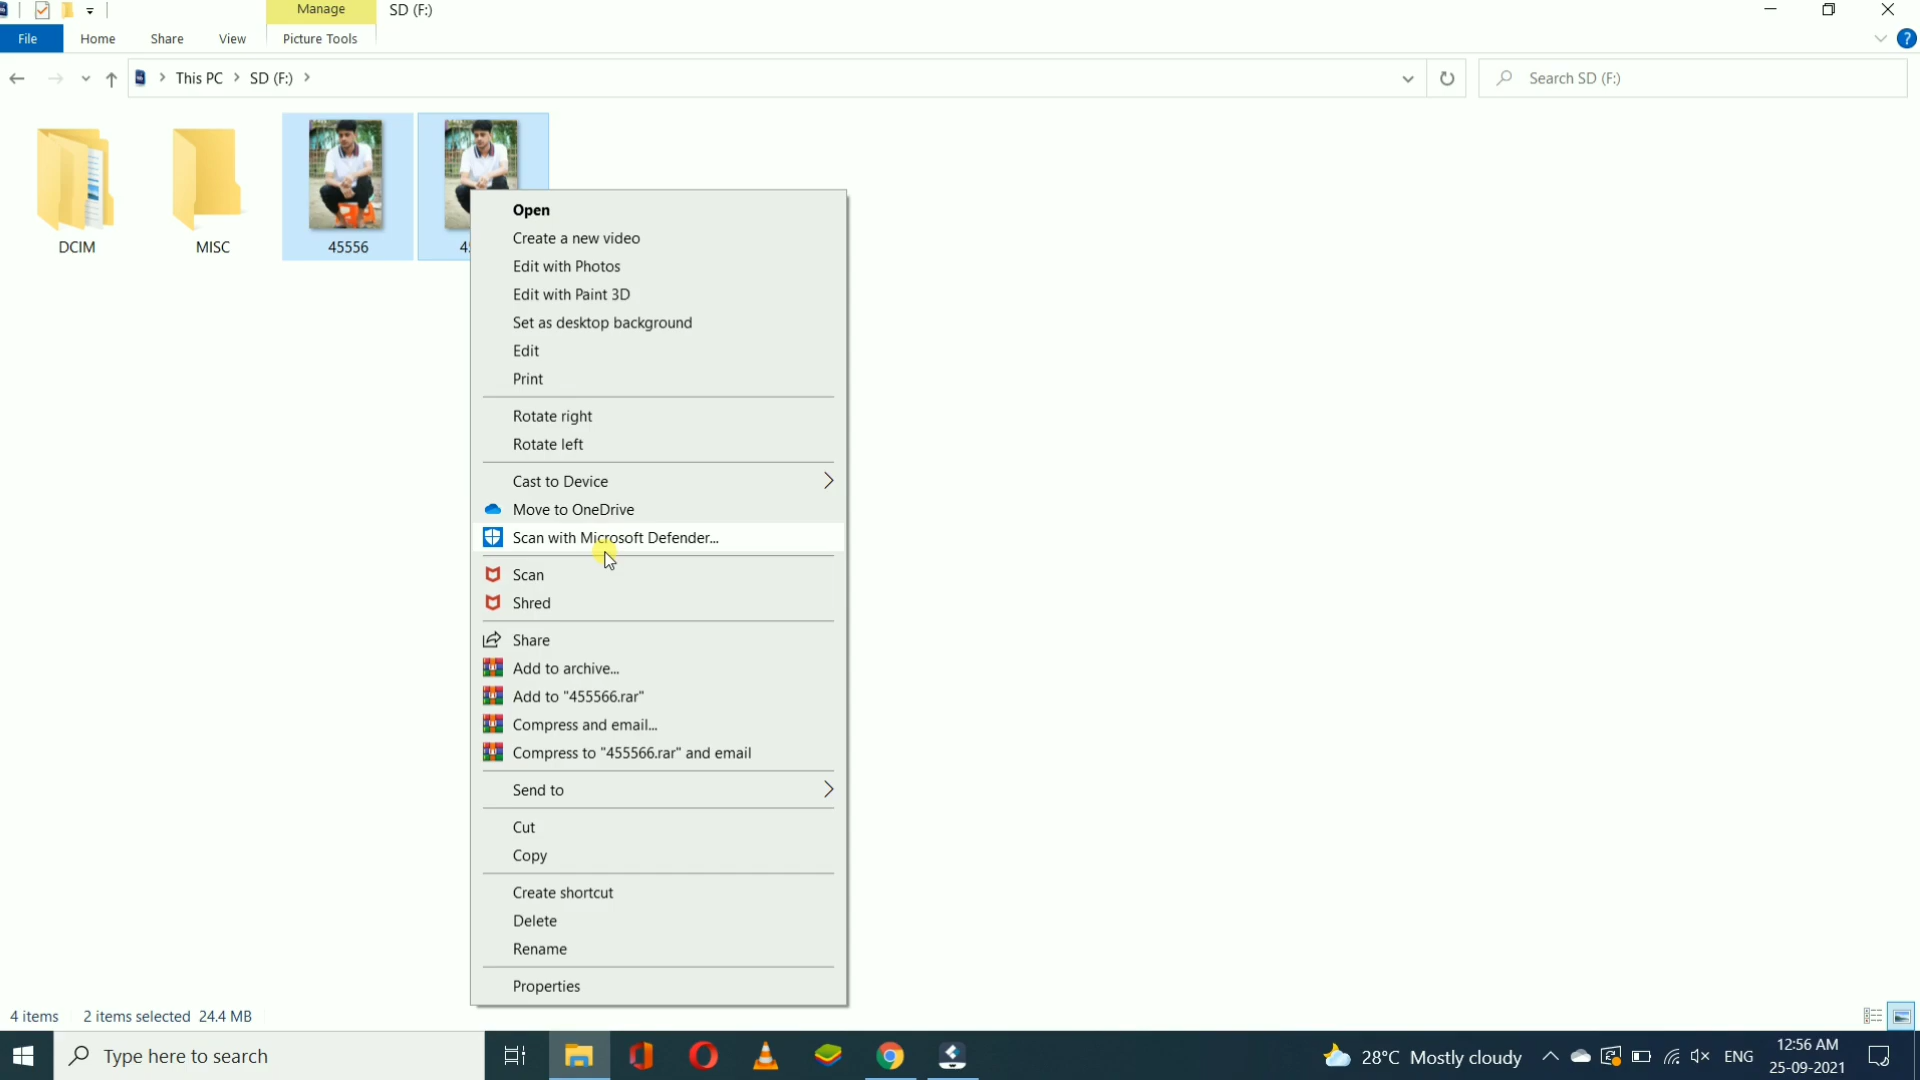 Manage
SD (F:)
File
Home
Share
View
Picture Tools
This PC
SD (F:)
Search SD (F:)
DCIM
MISC
45556
Open
Create a new video
Edit with Photos
Edit with Paint 3D
Set as desktop background
Edit
Print
Rotate right
Rotate left
Cast to Device
Move to OneDrive
Scan with Microsoft Defender...
Scan
Shred
Share
Add to archive...
Add to "455566.rar"
Compress and email...
Compress to "455566.rar" and email
Send to
Cut
Copy
Create shortcut
Delete
Rename
Properties
4 items
2 items selected 24.4 MB
Type here to search
28°C Mostly cloudy
ENG
12:56 AM
25-09-2021